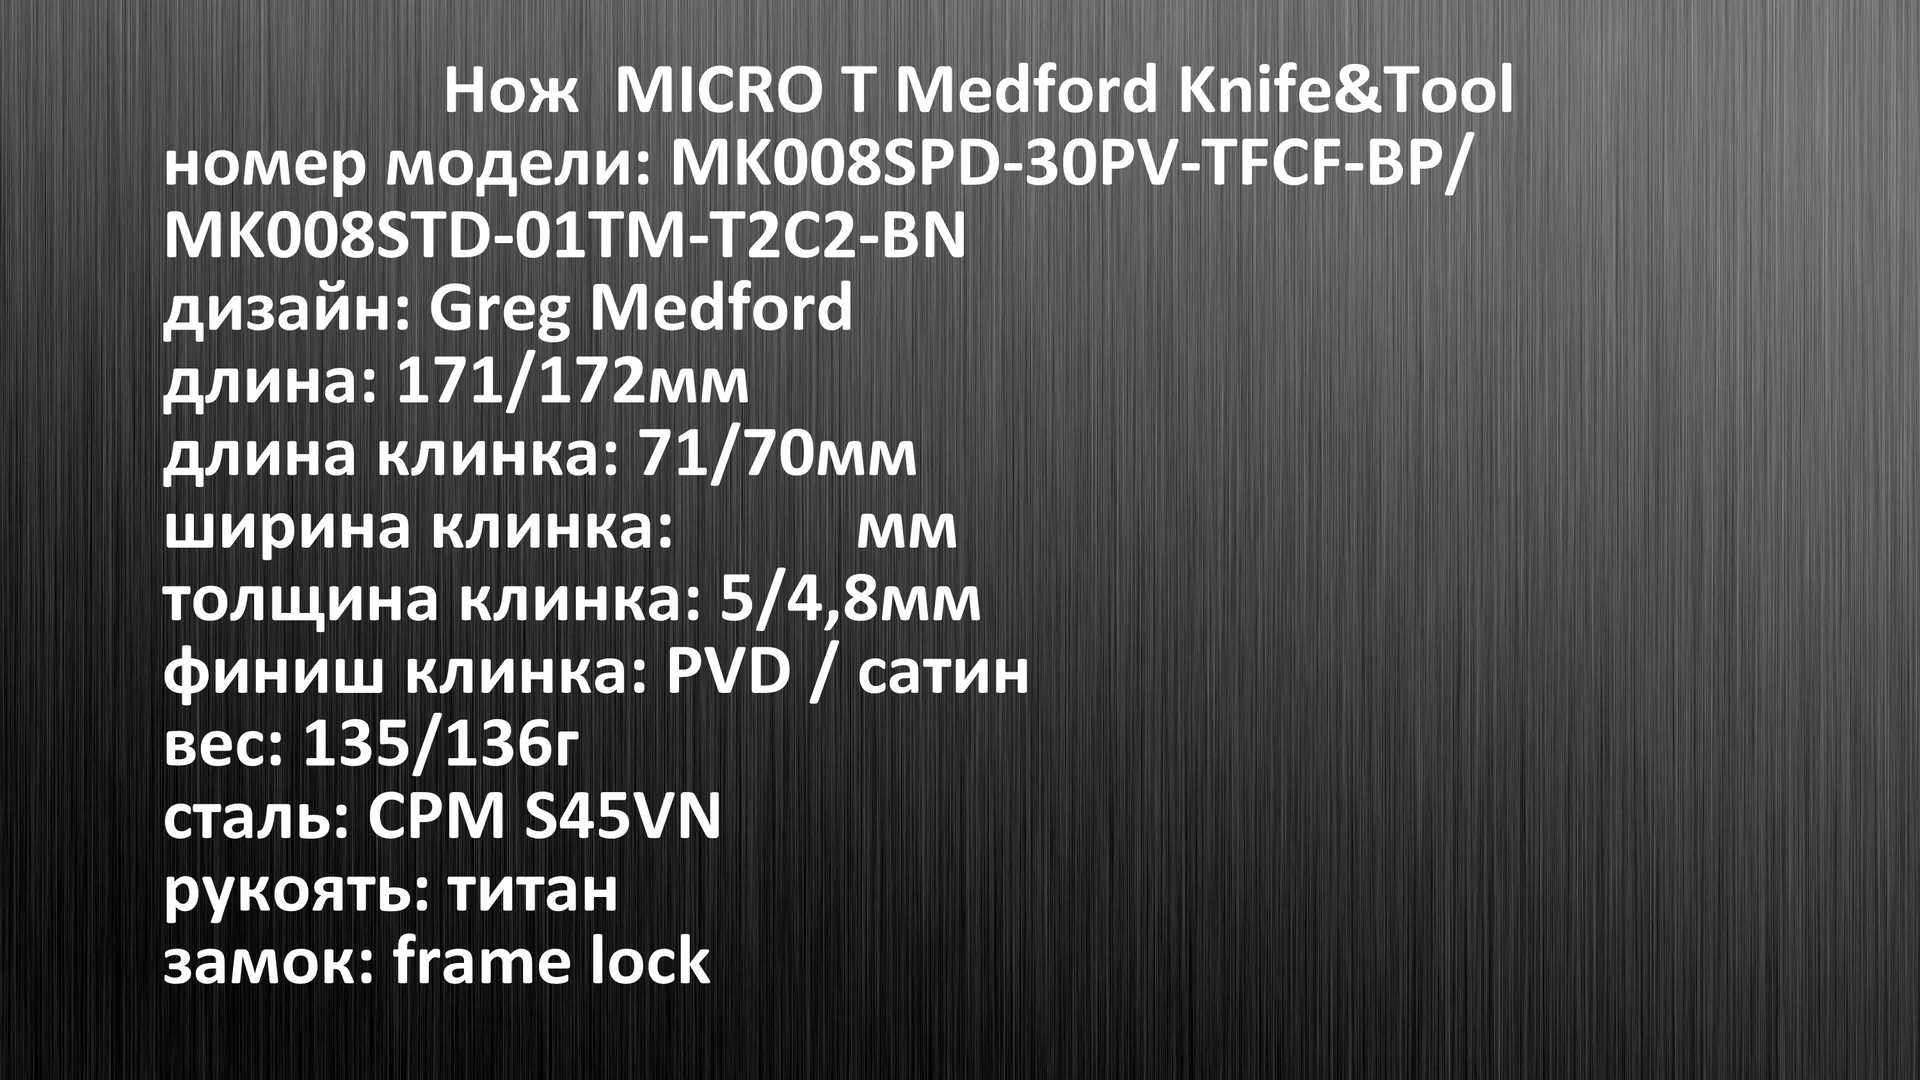 Нож  MICRO T Medford Knife&Tool
номер модели: MK008SPD-30PV-TFCF-BP/
MK008STD-01TM-T2C2-BN
дизайн: Greg Medford
длина: 171/172мм
длина клинка: 71/70мм
ширина клинка:          мм
толщина клинка: 5/4,8мм
финиш клинка: PVD / сатин
вес: 135/136г
сталь: CPM S45VN
рукоять: титан
замок: frame lock